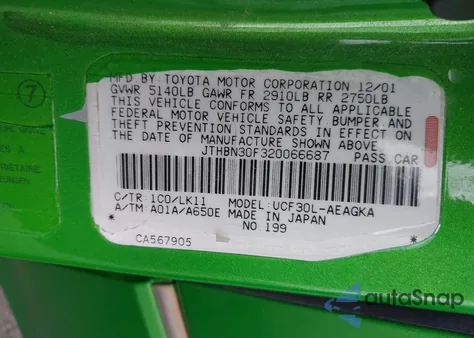 MFD BY: TOYOTA MOTOR CORPORATION 12/01
GVWR 5140LB GAWR FR 2910LB RR 2750LB
THIS VEHICLE CONFORMS TO ALL APPLICABLE
FEDERAL MOTOR VEHICLE SAFETY BUMPER AND
THEFT PREVENTION STANDARDS IN EFFECT ON
THE DATE OF MANUFACTURE SHOWN ABOVE
JTHBN30F320066687 PASS CAR
C/TR 1C0/LK11 MODEL: UCF30L-AEAGKA
A/TM A01A/A650E MADE IN JAPAN
NO 199
CA567905
7
autoSnap